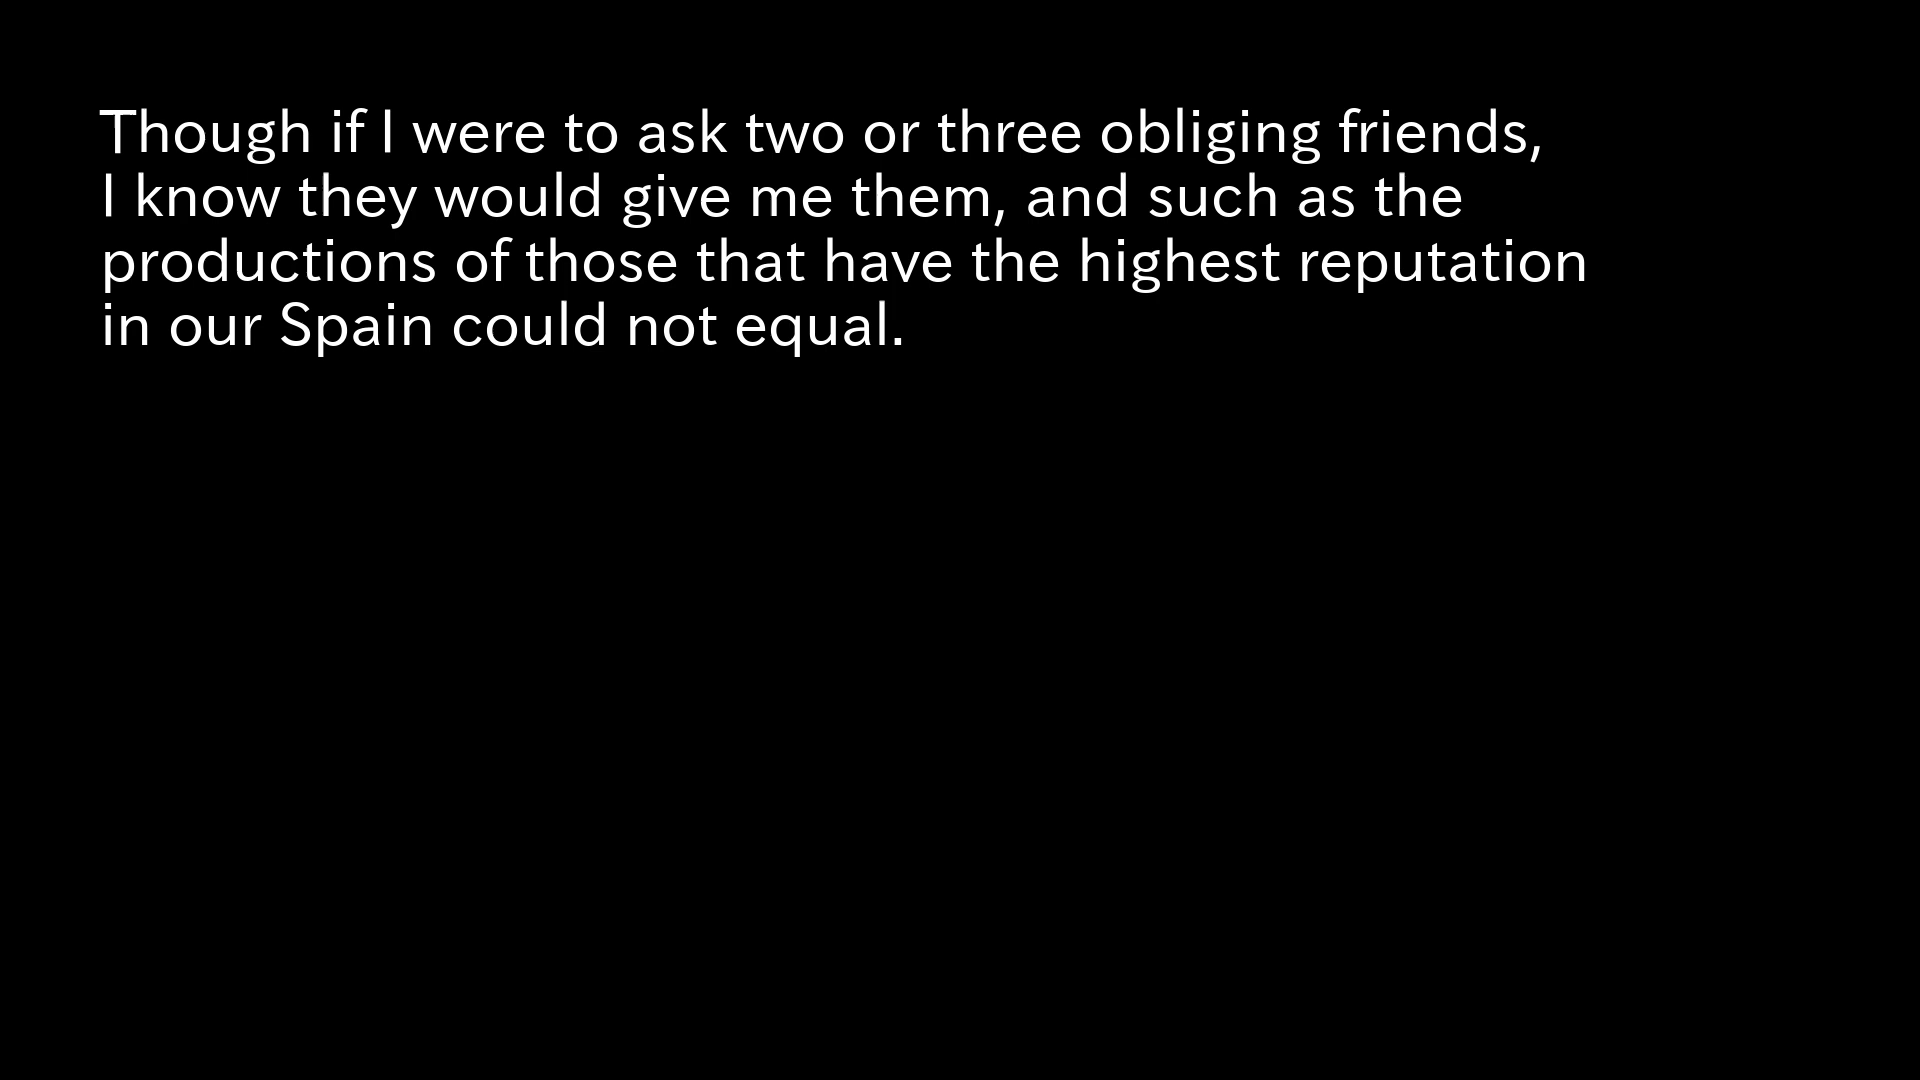 Though if I were to ask two or three obliging friends,
I know they would give me them, and such as the
productions of those that have the highest reputation
in our Spain could not equal.